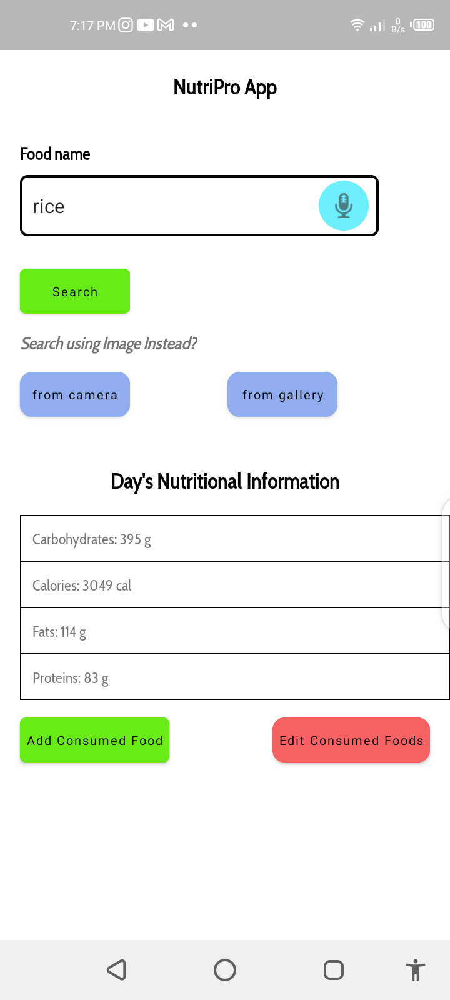 7:17 PM
0
B/s
100
NutriPro App
Food name
rice
Search
Search using Image Instead?
from camera
from gallery
Day's Nutritional Information
Carbohydrates: 395 g
Calories: 3049 cal
Fats: 114 g
Proteins: 83 g
Add Consumed Food
Edit Consumed Foods